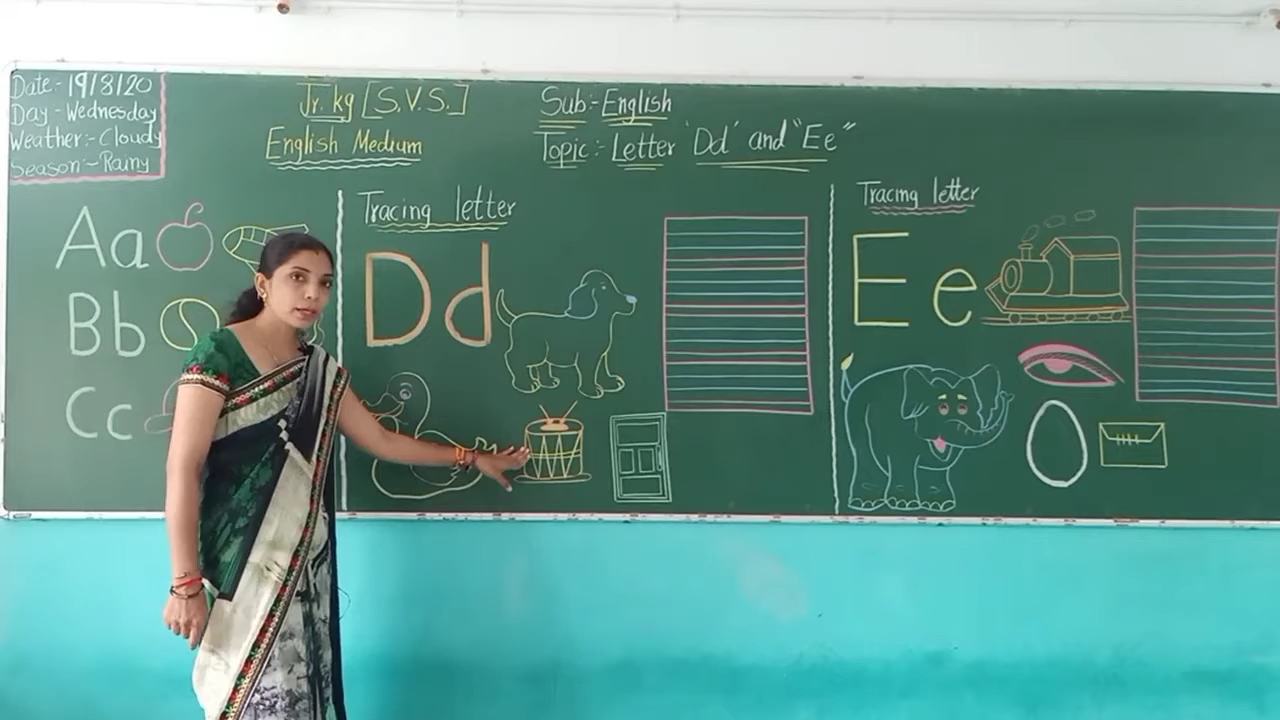 Date:- 19/8/20
Day:- Wednesday
Weather:- Cloudy
Season:- Rainy
Jr. kg [S.V.S.]
English Medium
Sub:- English
Topic:- Letter 'Dd' and "Ee"
Aa
Bb
Cc
Tracing letter
Dd
Tracing letter
Ee